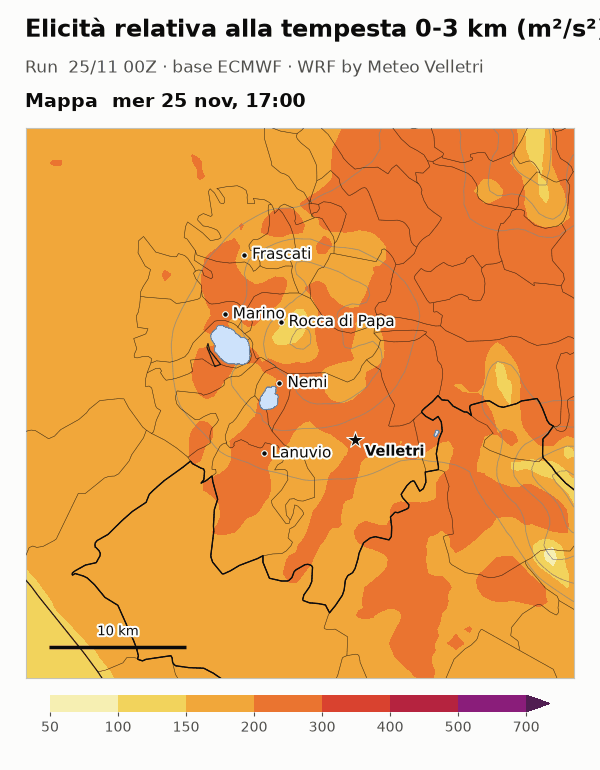 Elicità relativa alla tempesta 0-3 km (m²/s²)
Run 25/11 00Z · base ECMWF · WRF by Meteo Velletri
Mappa mer 25 nov, 17:00
Frascati
Marino
Rocca di Papa
Nemi
Velletri
Lanuvio
10 km
50 100 150 200 300 400 500 700